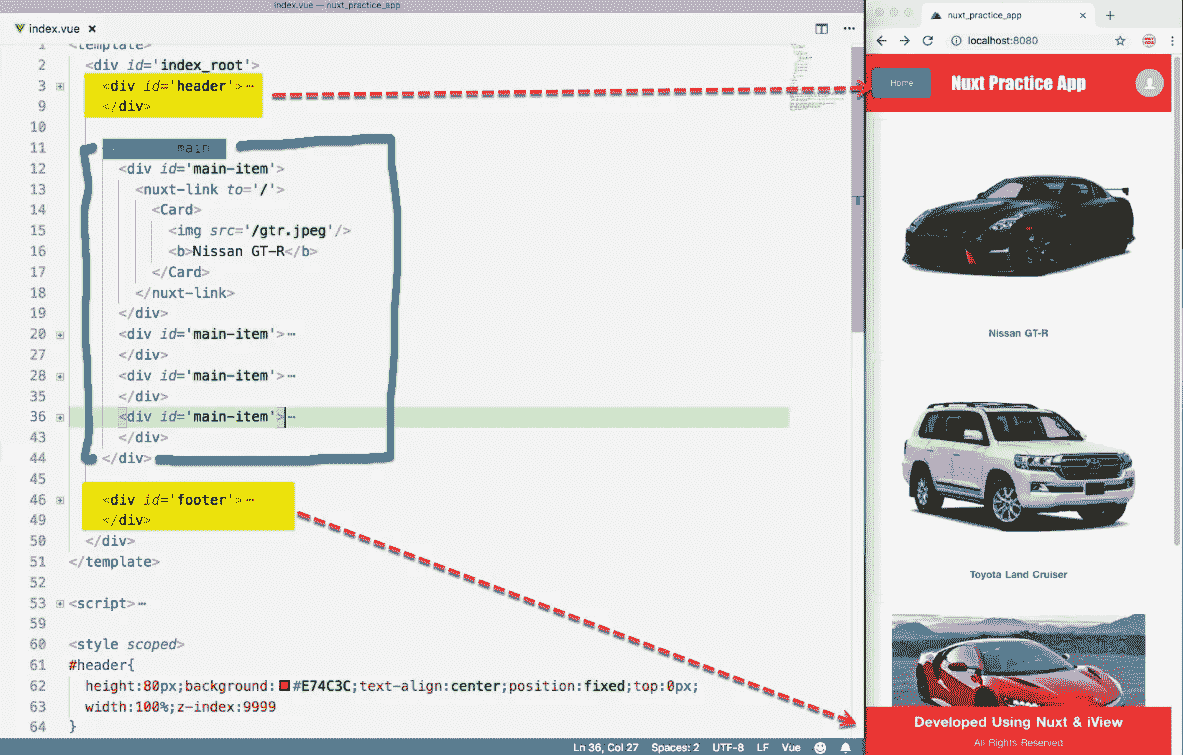 index.vue — nuxt_practice_app
index.vue
1 <template>
2 <div id='index_root'>
3 <div id='header'>⋯
9 </div>
10
11 main
12 <div id='main-item'>
13 <nuxt-link to='/'>
14 <Card>
15 <img src='/gtr.jpeg'/>
16 <b>Nissan GT-R</b>
17 </Card>
18 </nuxt-link>
19 </div>
20 <div id='main-item'>⋯
27 </div>
28 <div id='main-item'>⋯
35 </div>
36 <div id='main-item'>⋯
43 </div>
44 </div>
45
46 <div id='footer'>⋯
49 </div>
50 </div>
51 </template>
52
53 <script>⋯
59
60 <style scoped>
61 #header{
62 height:80px;background:#E74C3C;text-align:center;position:fixed;top:0px;
63 width:100%;z-index:9999
64 }
Ln 36, Col 27 Spaces: 2 UTF-8 LF Vue
nuxt_practice_app
localhost:8080
Home Nuxt Practice App
Nissan GT-R
Toyota Land Cruiser
Developed Using Nuxt & iView
All Rights Reserved